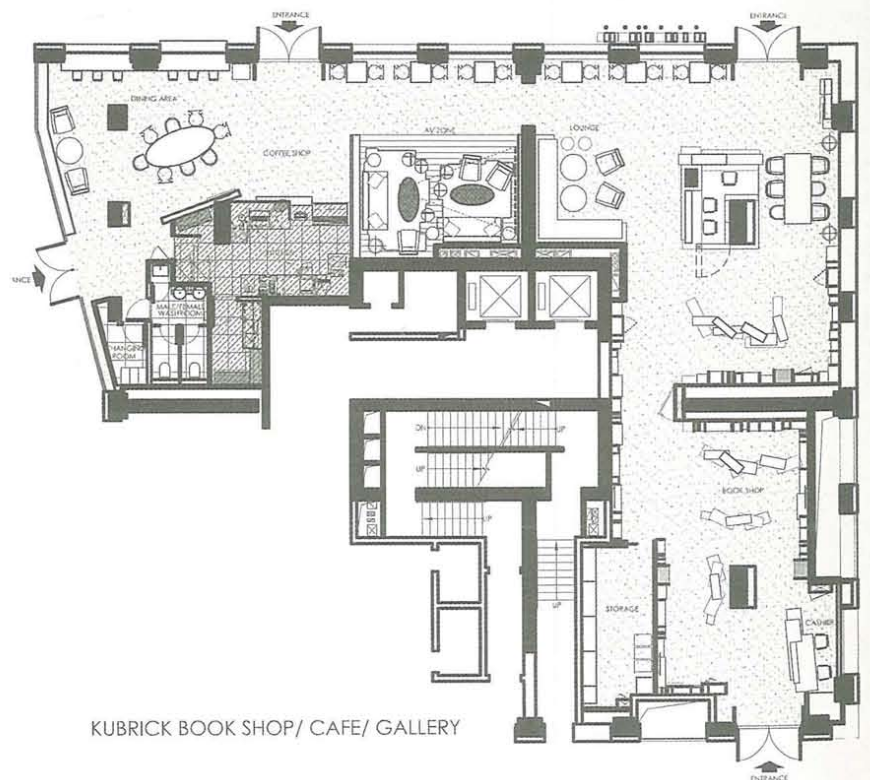 ENTRANCE
ENTRANCE
DINING AREA
COFFEE SHOP
AV ZONE
LOUNGE
ANCE
MALE/FEMALE
WASHROOM
CHANGING
ROOM
DN
UP
UP
UP
UP
BOOK SHOP
STORAGE
CASHIER
KUBRICK BOOK SHOP/ CAFE/ GALLERY
ENTRANCE